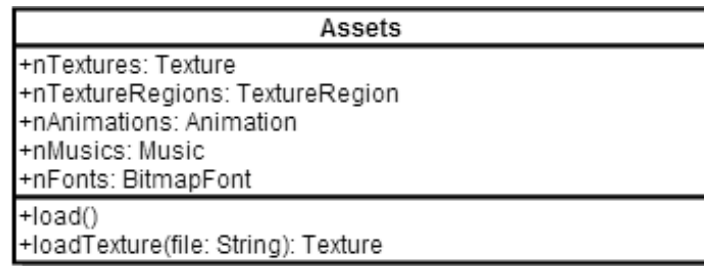 Assets
+nTextures: Texture
+nTextureRegions: TextureRegion
+nAnimations: Animation
+nMusics: Music
+nFonts: BitmapFont
+load()
+loadTexture(file: String): Texture